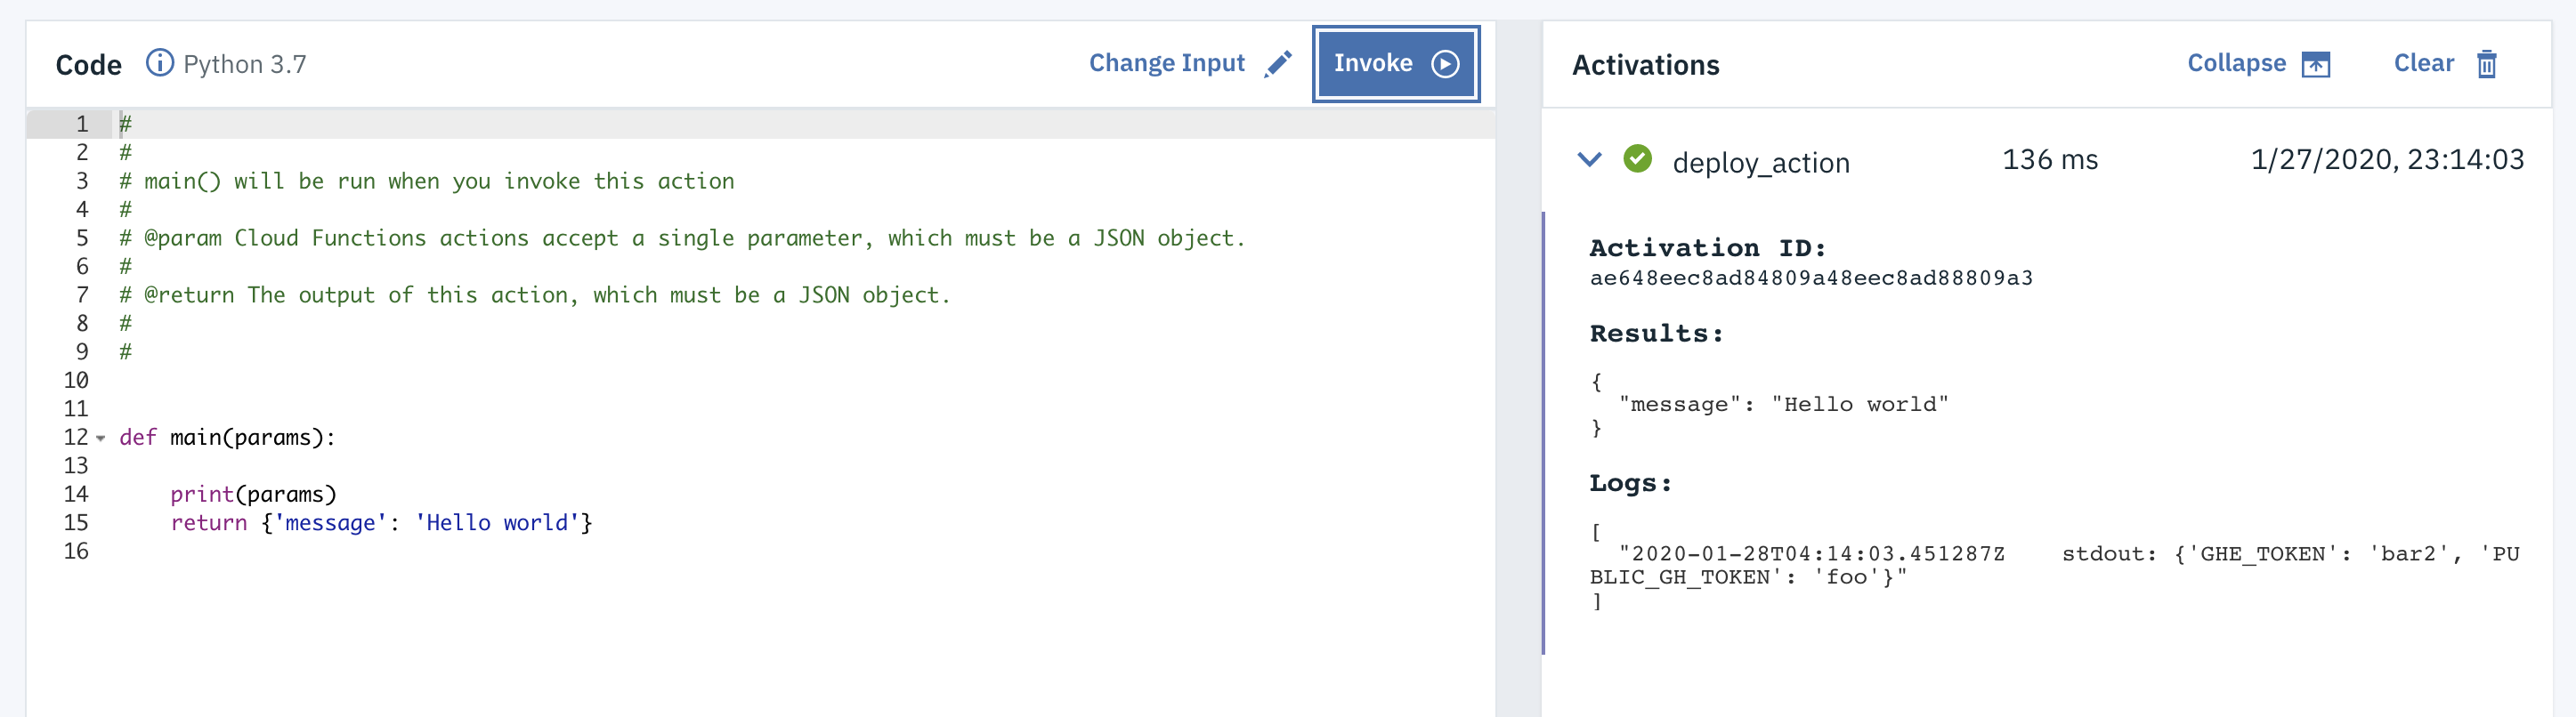 Code Python 3.7 Change Input Invoke
1 #
2 #
3 # main() will be run when you invoke this action
4 #
5 # @param Cloud Functions actions accept a single parameter, which must be a JSON object.
6 #
7 # @return The output of this action, which must be a JSON object.
8 #
9 #
10
11
12 def main(params):
13
14     print(params)
15     return {'message': 'Hello world'}
16
Activations Collapse Clear
deploy_action 136 ms 1/27/2020, 23:14:03
Activation ID:
ae648eec8ad84809a48eec8ad88809a3
Results:
{
  "message": "Hello world"
}
Logs:
[
  "2020-01-28T04:14:03.451287Z    stdout: {'GHE_TOKEN': 'bar2', 'PU
BLIC_GH_TOKEN': 'foo'}"
]